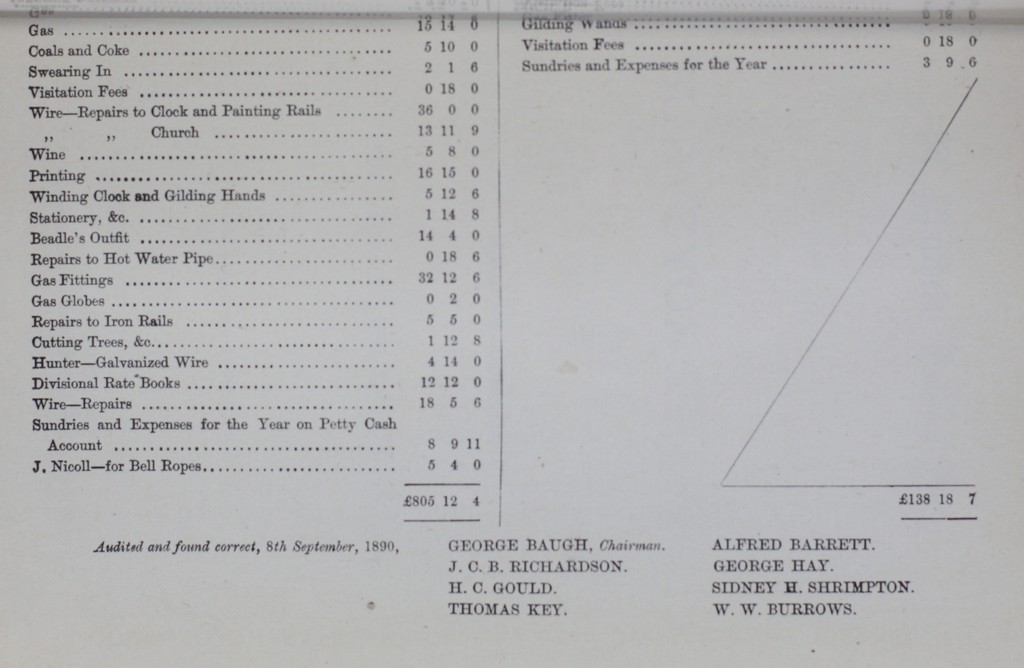 Gas ........ 15 14 0
Coals and Coke ........ 5 10 0
Swearing In ........ 2 1 6
Visitation Fees ........ 0 18 0
Wire—Repairs to Clock and Painting Rails ........ 36 0 0
,, ,, Church ........ 13 11 9
Wine ........ 5 8 0
Printing ........ 16 15 0
Winding Clock and Gilding Hands ........ 5 12 6
Stationery, &c. ........ 1 14 8
Beadle's Outfit ........ 14 4 0
Repairs to Hot Water Pipe ........ 0 18 6
Gas Fittings ........ 32 12 6
Gas Globes ........ 0 2 0
Repairs to Iron Rails ........ 5 5 0
Cutting Trees, &c. ........ 1 12 8
Hunter—Galvanized Wire ........ 4 14 0
Divisional Rate Books ........ 12 12 0
Wire—Repairs ........ 18 5 6
Sundries and Expenses for the Year on Petty Cash
Account ........ 8 9 11
J. Nicoll—for Bell Ropes ........ 5 4 0
£805 12 4
Gilding Wands ........
Visitation Fees ........ 0 18 0
Sundries and Expenses for the Year ........ 3 9 6
£138 18 7
Audited and found correct, 8th September, 1890,
GEORGE BAUGH, Chairman.
J. C. B. RICHARDSON.
H. C. GOULD.
THOMAS KEY.
ALFRED BARRETT.
GEORGE HAY.
SIDNEY H. SHRIMPTON.
W. W. BURROWS.